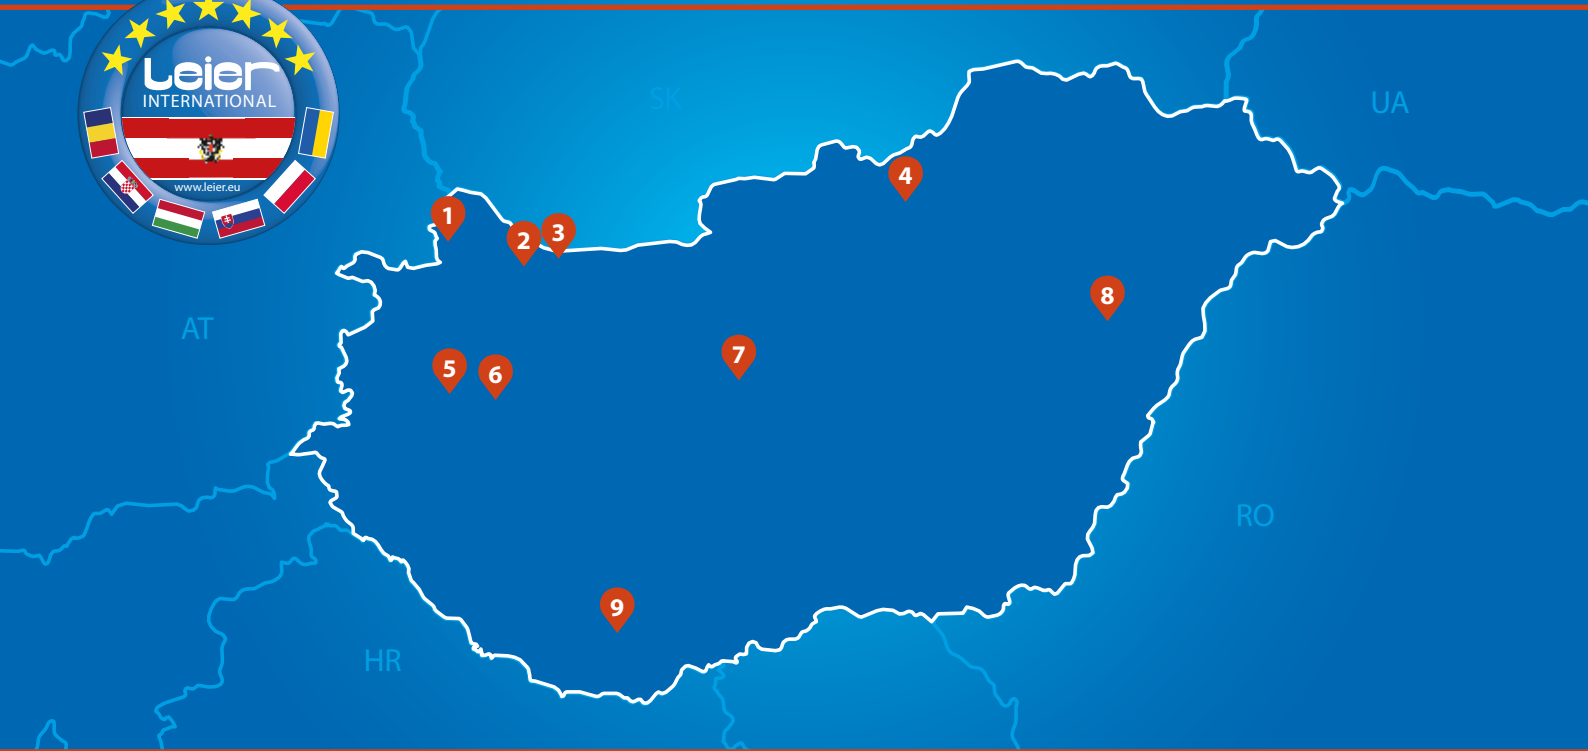 Leier
INTERNATIONAL
www.leier.eu
SK
UA
AT
RO
HR
1
2
3
4
5
6
7
8
9